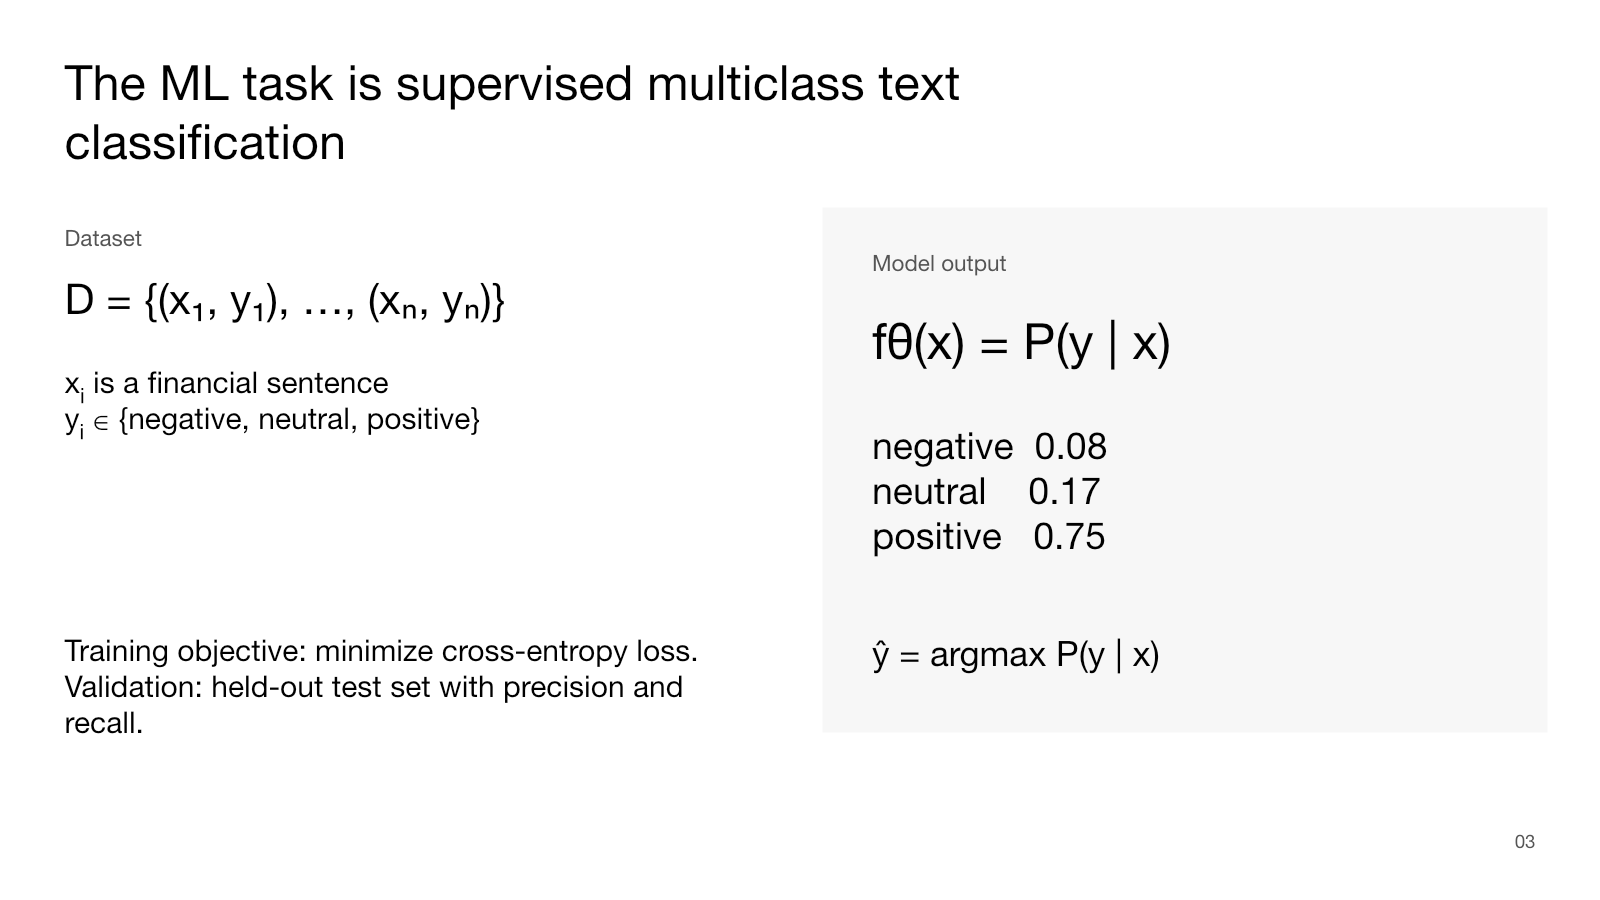 The ML task is supervised multiclass text
classification
Dataset
D = {(x₁, y₁), …, (xₙ, yₙ)}
xᵢ is a financial sentence
yᵢ ∈ {negative, neutral, positive}
Training objective: minimize cross-entropy loss.
Validation: held-out test set with precision and
recall.
Model output
fθ(x) = P(y | x)
negative 0.08
neutral 0.17
positive 0.75
ŷ = argmax P(y | x)
03